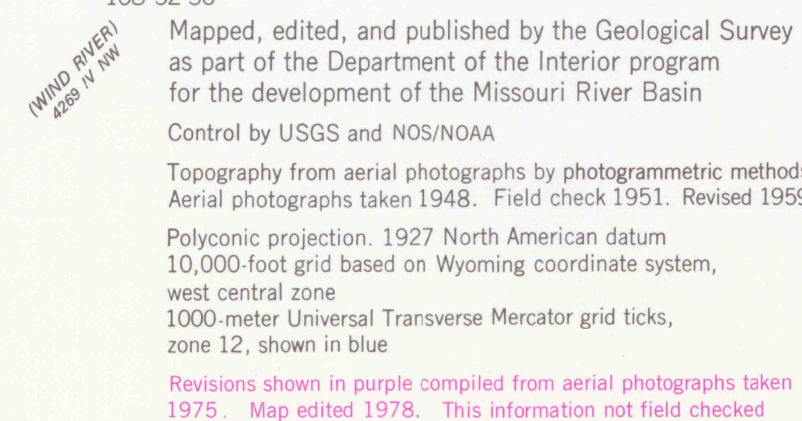 (WIND RIVER)
4269 IV NW
Mapped, edited, and published by the Geological Survey
as part of the Department of the Interior program
for the development of the Missouri River Basin
Control by USGS and NOS/NOAA
Topography from aerial photographs by photogrammetric methods
Aerial photographs taken 1948. Field check 1951. Revised 1959
Polyconic projection. 1927 North American datum
10,000-foot grid based on Wyoming coordinate system,
west central zone
1000-meter Universal Transverse Mercator grid ticks,
zone 12, shown in blue
Revisions shown in purple compiled from aerial photographs taken
1975. Map edited 1978. This information not field checked